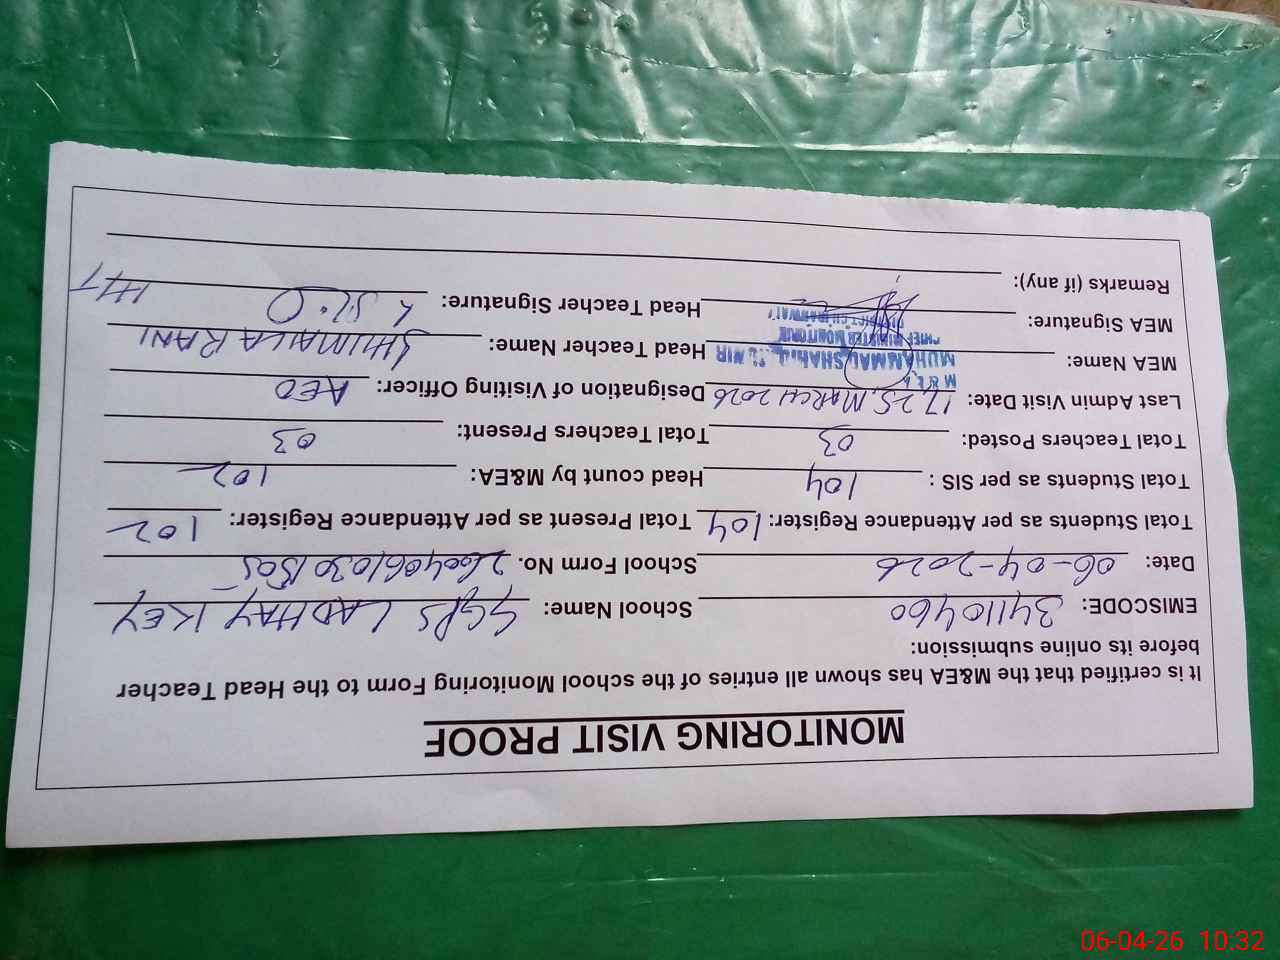 MONITORING VISIT PROOF
It is certified that the M&EA has shown all entries of the school Monitoring Form to the Head Teacher
before its online submission:
EMISCODE: 34110460 School Name: GGPS LADHAY KEY
Date: 06-04-2026 School Form No.
Total Students as per Attendance Register: 104 Total Present as per Attendance Register: 102
Total Students as per SIS : 104 Head count by M&EA: 102
Total Teachers Posted: 03 Total Teachers Present: 03
Last Admin Visit Date: 17,25, MARCH 2026 Designation of Visiting Officer: AEO
MEA Name: MUHAMMAD Head Teacher Name: SHUMAILA RANI
CHIEF MINISTER MONITORING
MEA Signature: Head Teacher Signature: H/T
Remarks (if any):
06-04-26 10:32